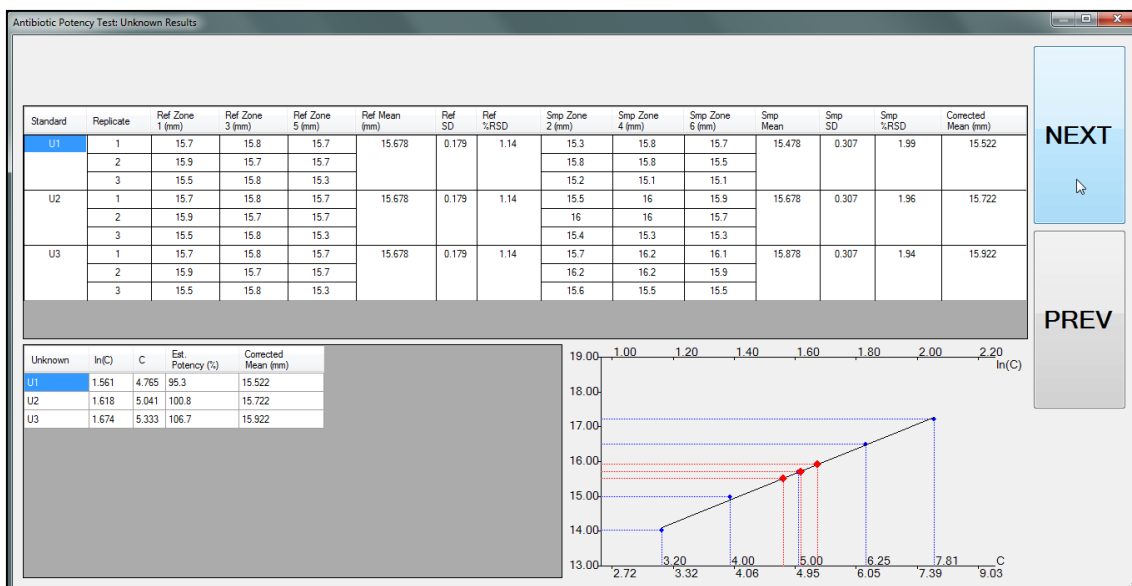 Antibiotic Potency Test: Unknown Results
Standard Replicate Ref Zone 1 (mm) Ref Zone 3 (mm) Ref Zone 5 (mm) Ref Mean (mm) Ref SD Ref %RSD Smp Zone 2 (mm) Smp Zone 4 (mm) Smp Zone 6 (mm) Smp Mean Smp SD Smp %RSD Corrected Mean (mm)
U1 1 15.7 15.8 15.7 15.678 0.179 1.14 15.3 15.8 15.7 15.478 0.307 1.99 15.522
2 15.9 15.7 15.7 15.8 15.8 15.5
3 15.5 15.8 15.3 15.2 15.1 15.1
U2 1 15.7 15.8 15.7 15.678 0.179 1.14 15.5 16 15.9 15.678 0.307 1.96 15.722
2 15.9 15.7 15.7 16 16 15.7
3 15.5 15.8 15.3 15.4 15.3 15.3
U3 1 15.7 15.8 15.7 15.678 0.179 1.14 15.7 16.2 16.1 15.878 0.307 1.94 15.922
2 15.9 15.7 15.7 16.2 16.2 15.9
3 15.5 15.8 15.3 15.6 15.5 15.5
NEXT
PREV
Unknown ln(C) C Est. Potency (%) Corrected Mean (mm)
U1 1.561 4.765 95.3 15.522
U2 1.618 5.041 100.8 15.722
U3 1.674 5.333 106.7 15.922
19.00 1.00 1.20 1.40 1.60 1.80 2.00 2.20
ln(C)
18.00
17.00
16.00
15.00
14.00
3.20 4.00 5.00 6.25 7.81 C
13.00
2.72 3.32 4.06 4.95 6.05 7.39 9.03